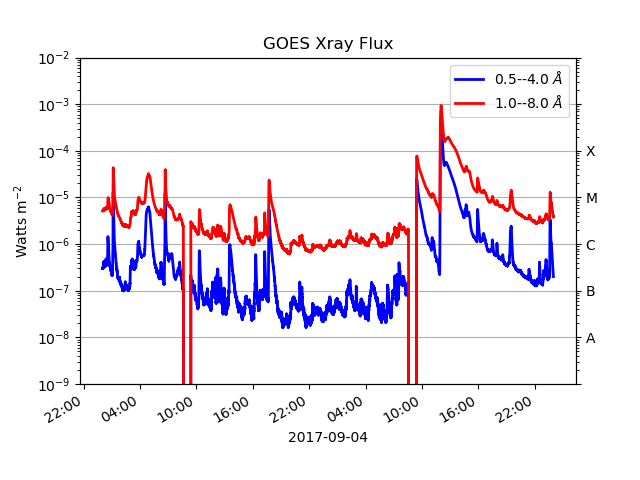 GOES Xray Flux
10⁻²
10⁻³
10⁻⁴
10⁻⁵
10⁻⁶
10⁻⁷
10⁻⁸
10⁻⁹
Watts m⁻²
0.5--4.0 Å
1.0--8.0 Å
X
M
C
B
A
22:00
04:00
10:00
16:00
22:00
04:00
10:00
16:00
22:00
2017-09-04